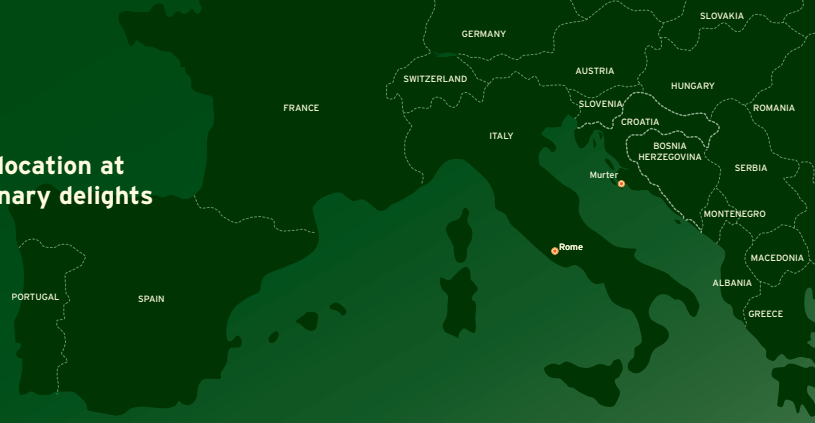 SLOVAKIA
GERMANY
AUSTRIA
SWITZERLAND
HUNGARY
SLOVENIA
FRANCE
ROMANIA
CROATIA
ITALY
BOSNIA
HERZEGOVINA
location at
SERBIA
Murter
nary delights
MONTENEGRO
Rome
MACEDONIA
ALBANIA
PORTUGAL
SPAIN
GREECE